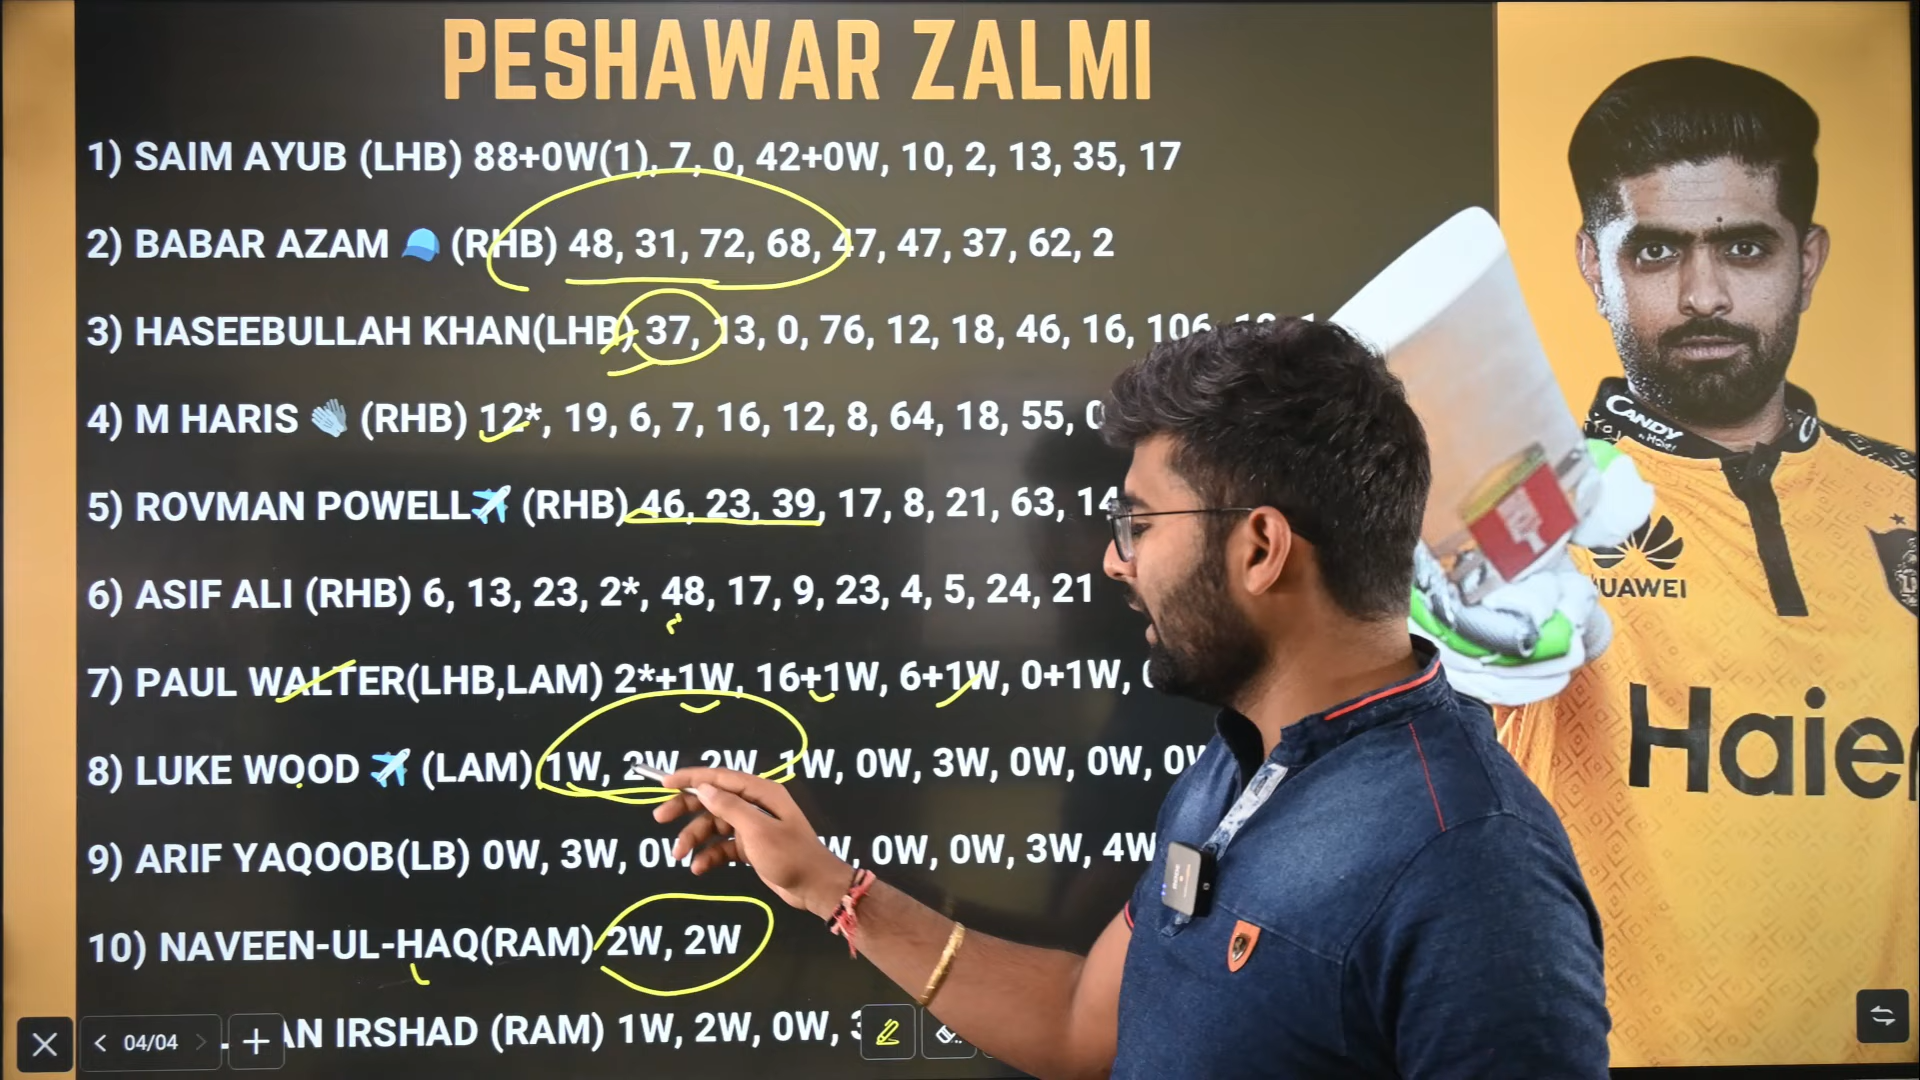 PESHAWAR ZALMI
1) SAIM AYUB (LHB) 88+0W(1), 7, 0, 42+0W, 10, 2, 13, 35, 17
2) BABAR AZAM 🧢 (RHB) 48, 31, 72, 68, 47, 47, 37, 62, 2
3) HASEEBULLAH KHAN(LHB) 37, 13, 0, 76, 12, 18, 46, 16, 106,
4) M HARIS 🧤 (RHB) 12*, 19, 6, 7, 16, 12, 8, 64, 18, 55,
5) ROVMAN POWELL✈️ (RHB) 46, 23, 39, 17, 8, 21, 63, 14
6) ASIF ALI (RHB) 6, 13, 23, 2*, 48, 17, 9, 23, 4, 5, 24, 21
7) PAUL WALTER(LHB,LAM) 2*+1W, 16+1W, 6+1W, 0+1W,
8) LUKE WOOD ✈️ (LAM) 1W, 2W, 2W, 1W, 0W, 3W, 0W, 0W,
9) ARIF YAQOOB(LB) 0W, 3W, 0W, 0W, 0W, 3W, 4W
10) NAVEEN-UL-HAQ(RAM) 2W, 2W
AN IRSHAD (RAM) 1W, 2W, 0W,
04/04
CANDY
by Haier
HUAWEI
Haier